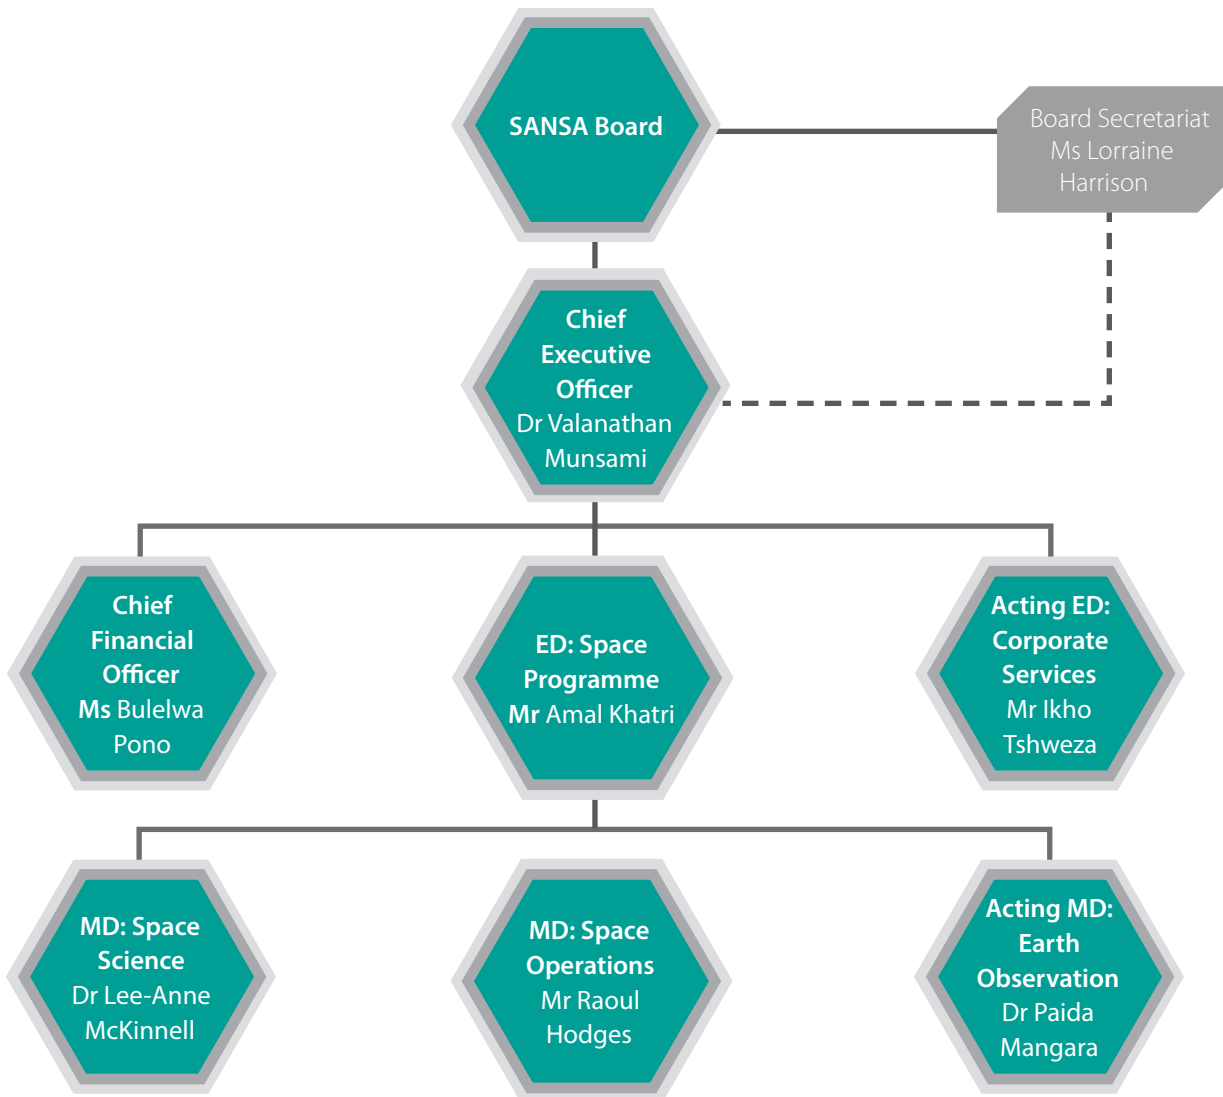 SANSA Board
Board Secretariat
Ms Lorraine
Harrison
Chief
Executive
Officer
Dr Valanathan
Munsami
Chief
Financial
Officer
Ms Bulelwa
Pono
ED: Space
Programme
Mr Amal Khatri
Acting ED:
Corporate
Services
Mr Ikho
Tshweza
MD: Space
Science
Dr Lee-Anne
McKinnell
MD: Space
Operations
Mr Raoul
Hodges
Acting MD:
Earth
Observation
Dr Paida
Mangara